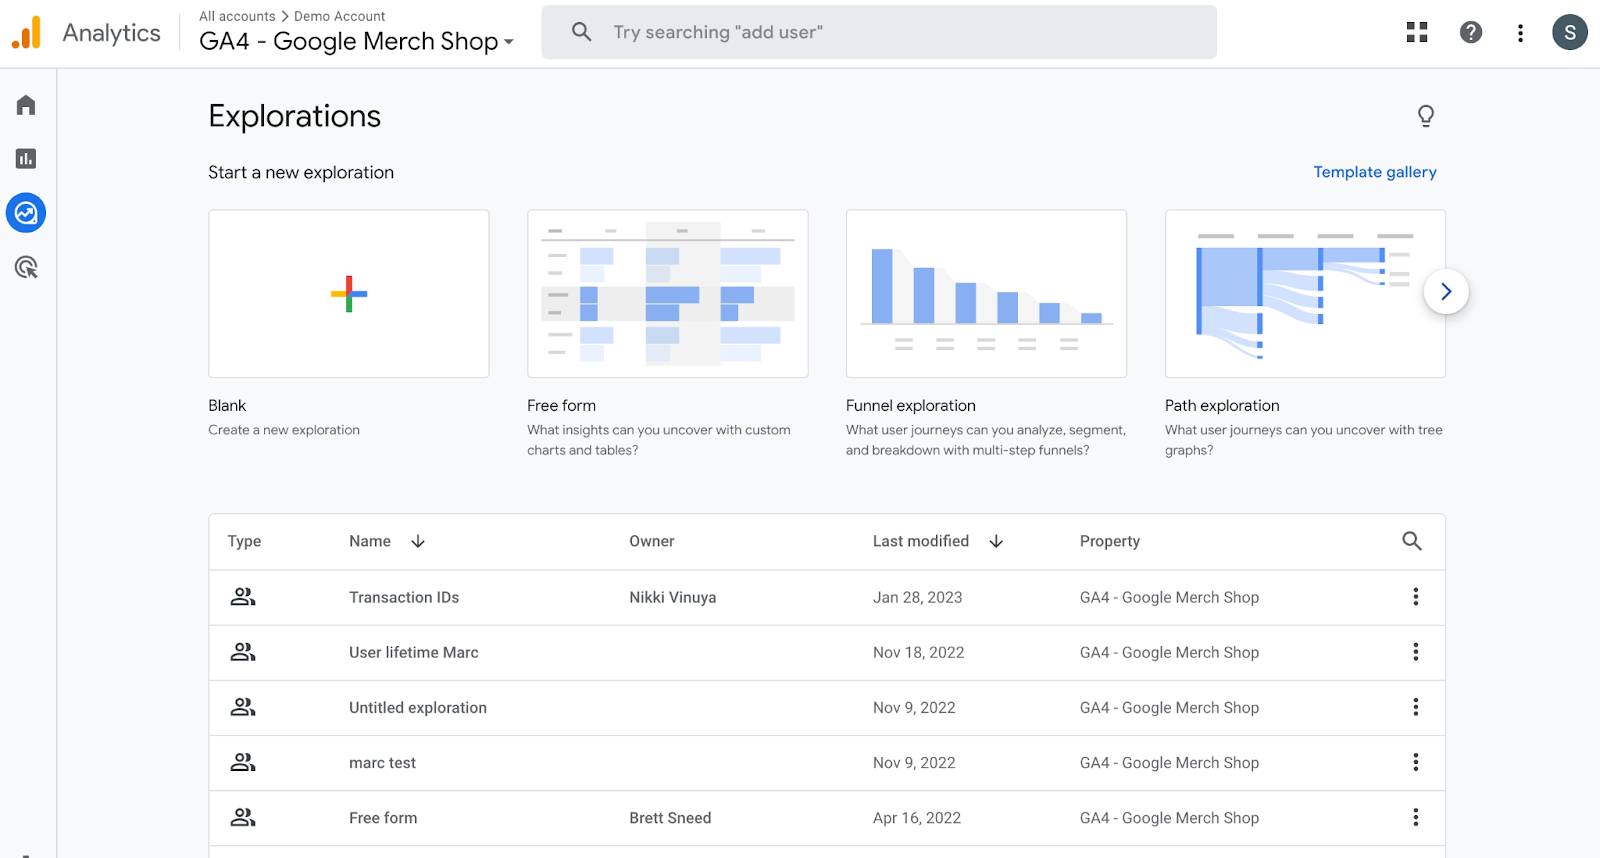 Analytics
All accounts > Demo Account
GA4 - Google Merch Shop
Try searching "add user"
S
Explorations
Start a new exploration
Template gallery
Blank
Create a new exploration
Free form
What insights can you uncover with custom
charts and tables?
Funnel exploration
What user journeys can you analyze, segment,
and breakdown with multi-step funnels?
Path exploration
What user journeys can you uncover with tree
graphs?
Type Name Owner Last modified Property
Transaction IDs Nikki Vinuya Jan 28, 2023 GA4 - Google Merch Shop
User lifetime Marc Nov 18, 2022 GA4 - Google Merch Shop
Untitled exploration Nov 9, 2022 GA4 - Google Merch Shop
marc test Nov 9, 2022 GA4 - Google Merch Shop
Free form Brett Sneed Apr 16, 2022 GA4 - Google Merch Shop